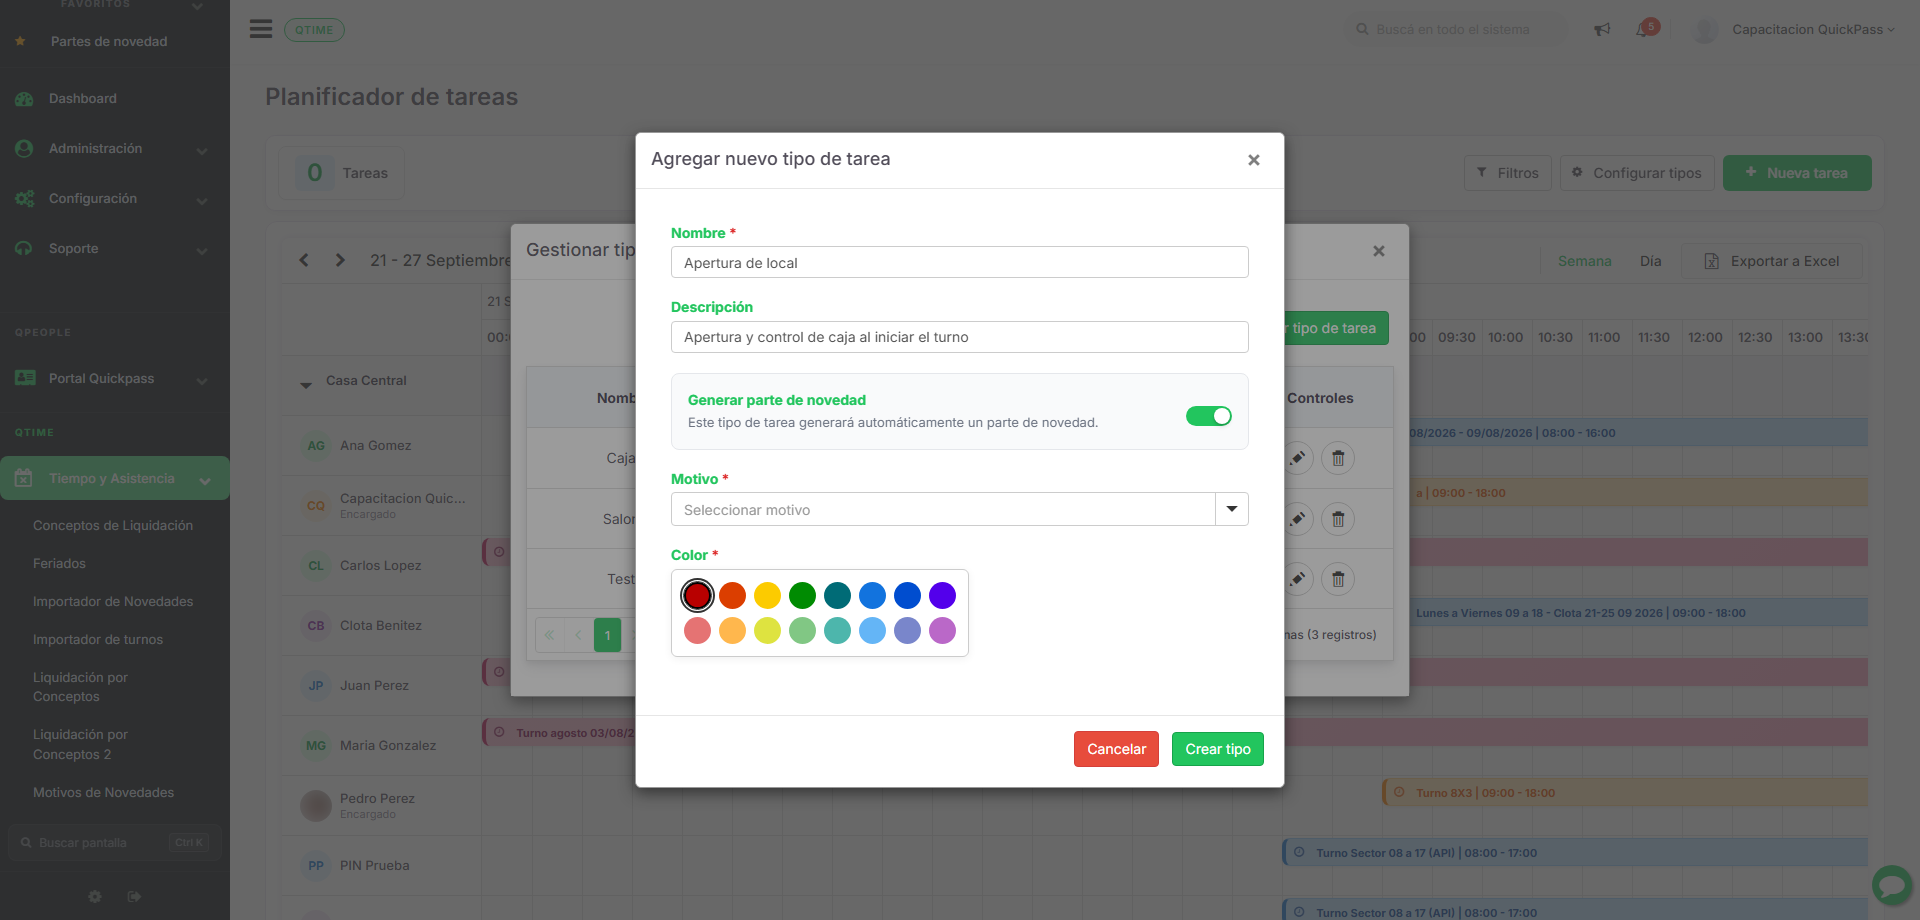 FAVORITOS
Partes de novedad
Dashboard
Administración
Configuración
Soporte
QPEOPLE
Portal Quickpass
QTIME
Tiempo y Asistencia
Conceptos de Liquidación
Feriados
Importador de Novedades
Importador de turnos
Liquidación por
Conceptos
Liquidación por
Conceptos 2
Motivos de Novedades
Buscar pantalla
Ctrl K
QTIME
Buscá en todo el sistema
5
Capacitacion QuickPass
Planificador de tareas
0 Tareas
Filtros
Configurar tipos
+ Nueva tarea
21 - 27 Septiembre
Semana
Día
Exportar a Excel
21 S
00:
00 09:30 10:00 10:30 11:00 11:30 12:00 12:30 13:00 13:30
Casa Central
AG Ana Gomez
08/2026 - 09/08/2026 | 08:00 - 16:00
CQ Capacitacion Quic...
Encargado
a | 09:00 - 18:00
CL Carlos Lopez
CB Clota Benitez
Lunes a Viernes 09 a 18 - Clota 21-25 09 2026 | 09:00 - 18:00
JP Juan Perez
MG Maria Gonzalez
Turno agosto 03/08/2
Pedro Perez
Encargado
Turno 8X3 | 09:00 - 18:00
PP PIN Prueba
Turno Sector 08 a 17 (API) | 08:00 - 17:00
Turno Sector 08 a 17 (API) | 08:00 - 17:00
Gestionar tip
r tipo de tarea
Nomb
Controles
Caja
Salon
Test
« ‹ 1
nas (3 registros)
Agregar nuevo tipo de tarea
Nombre *
Apertura de local
Descripción
Apertura y control de caja al iniciar el turno
Generar parte de novedad
Este tipo de tarea generará automáticamente un parte de novedad.
Motivo *
Seleccionar motivo
Color *
Cancelar
Crear tipo